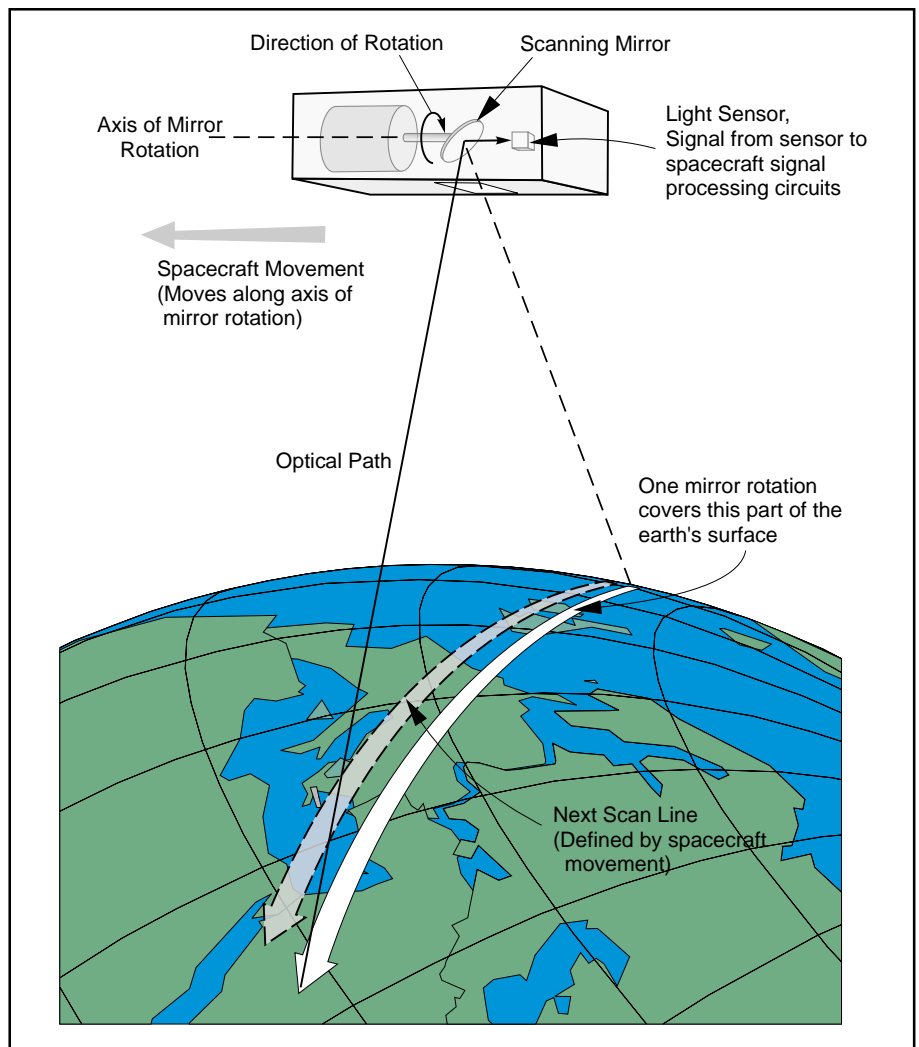 Direction of Rotation
Scanning Mirror
Axis of Mirror
Rotation
Light Sensor,
Signal from sensor to
spacecraft signal
processing circuits
Spacecraft Movement
(Moves along axis of
mirror rotation)
Optical Path
One mirror rotation
covers this part of the
earth's surface
Next Scan Line
(Defined by spacecraft
movement)